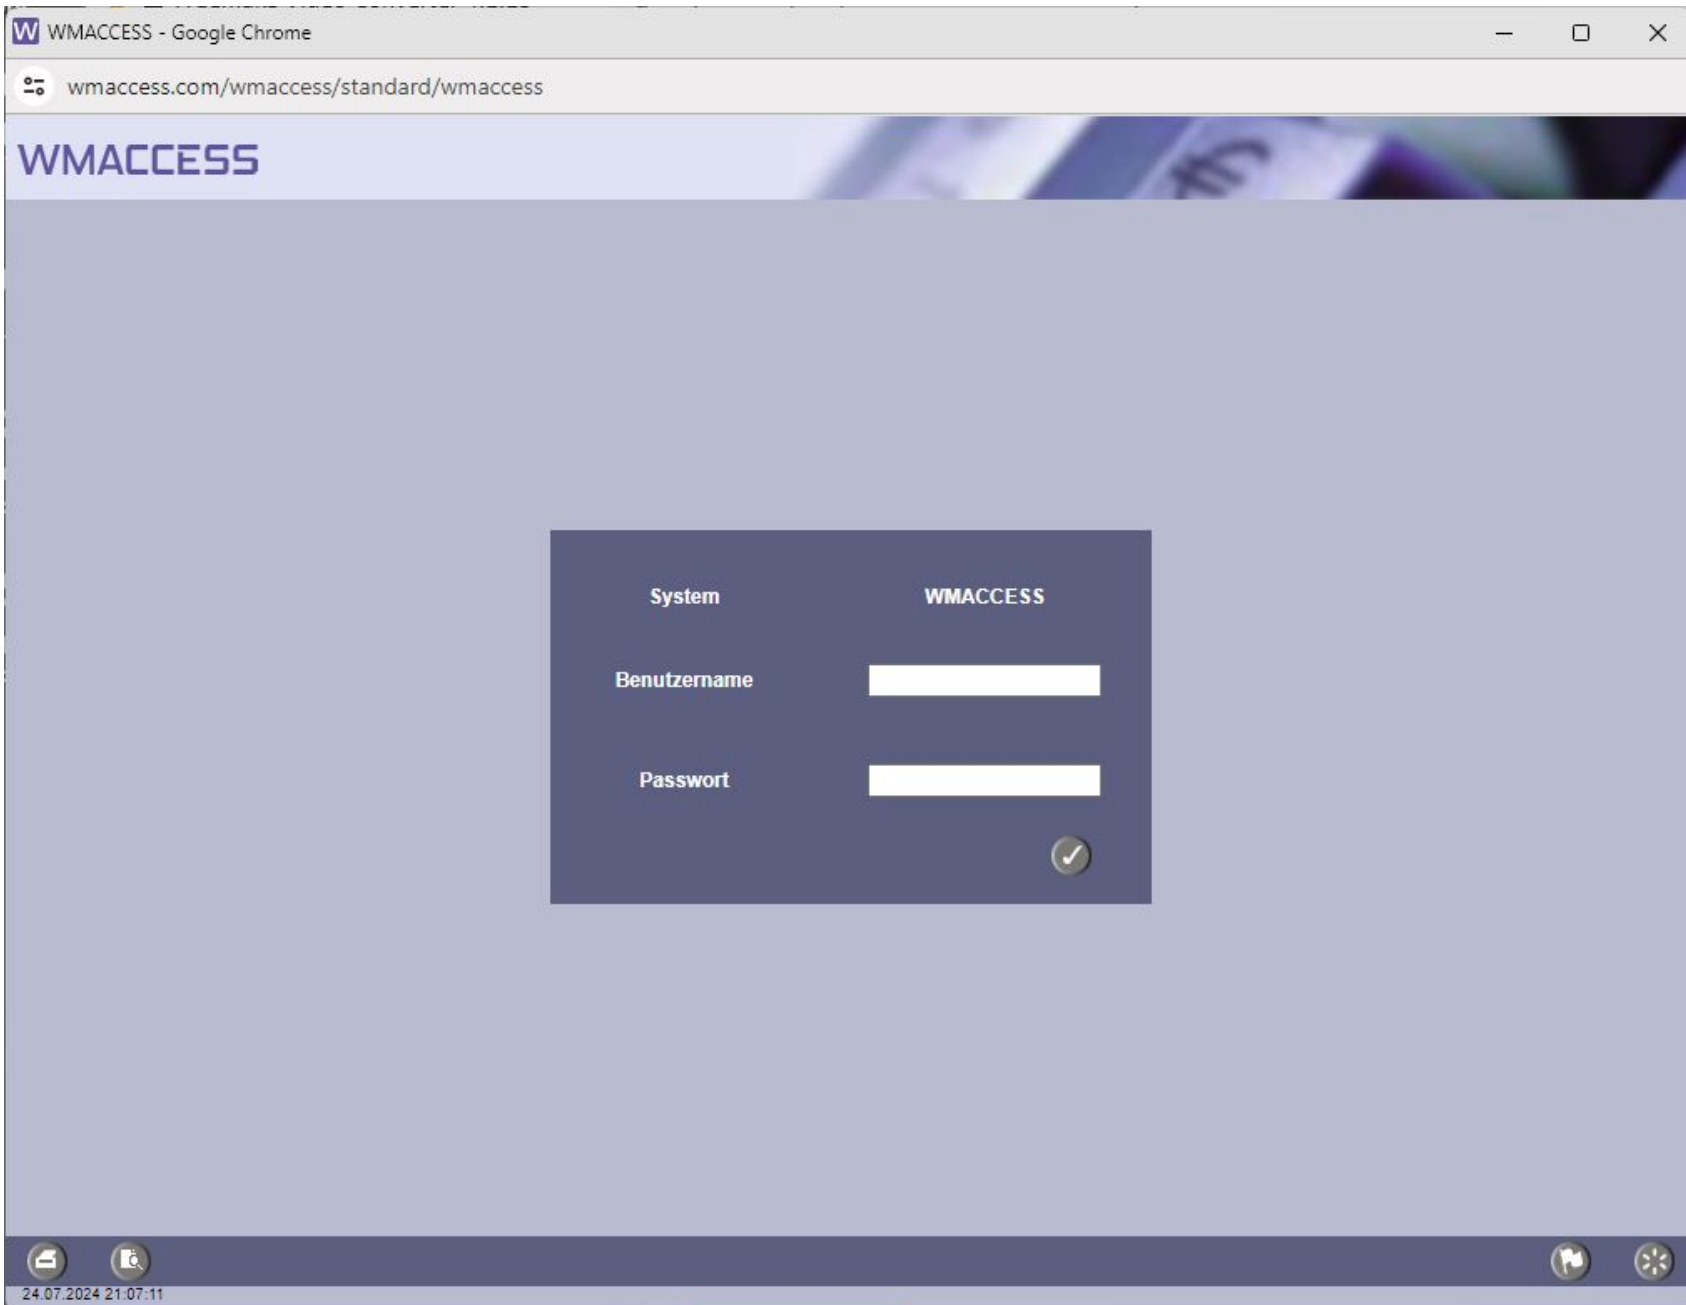 WMACCESS - Google Chrome
wmaccess.com/wmaccess/standard/wmaccess
WMACCESS
System WMACCESS
Benutzername
Passwort
24.07.2024 21:07:11